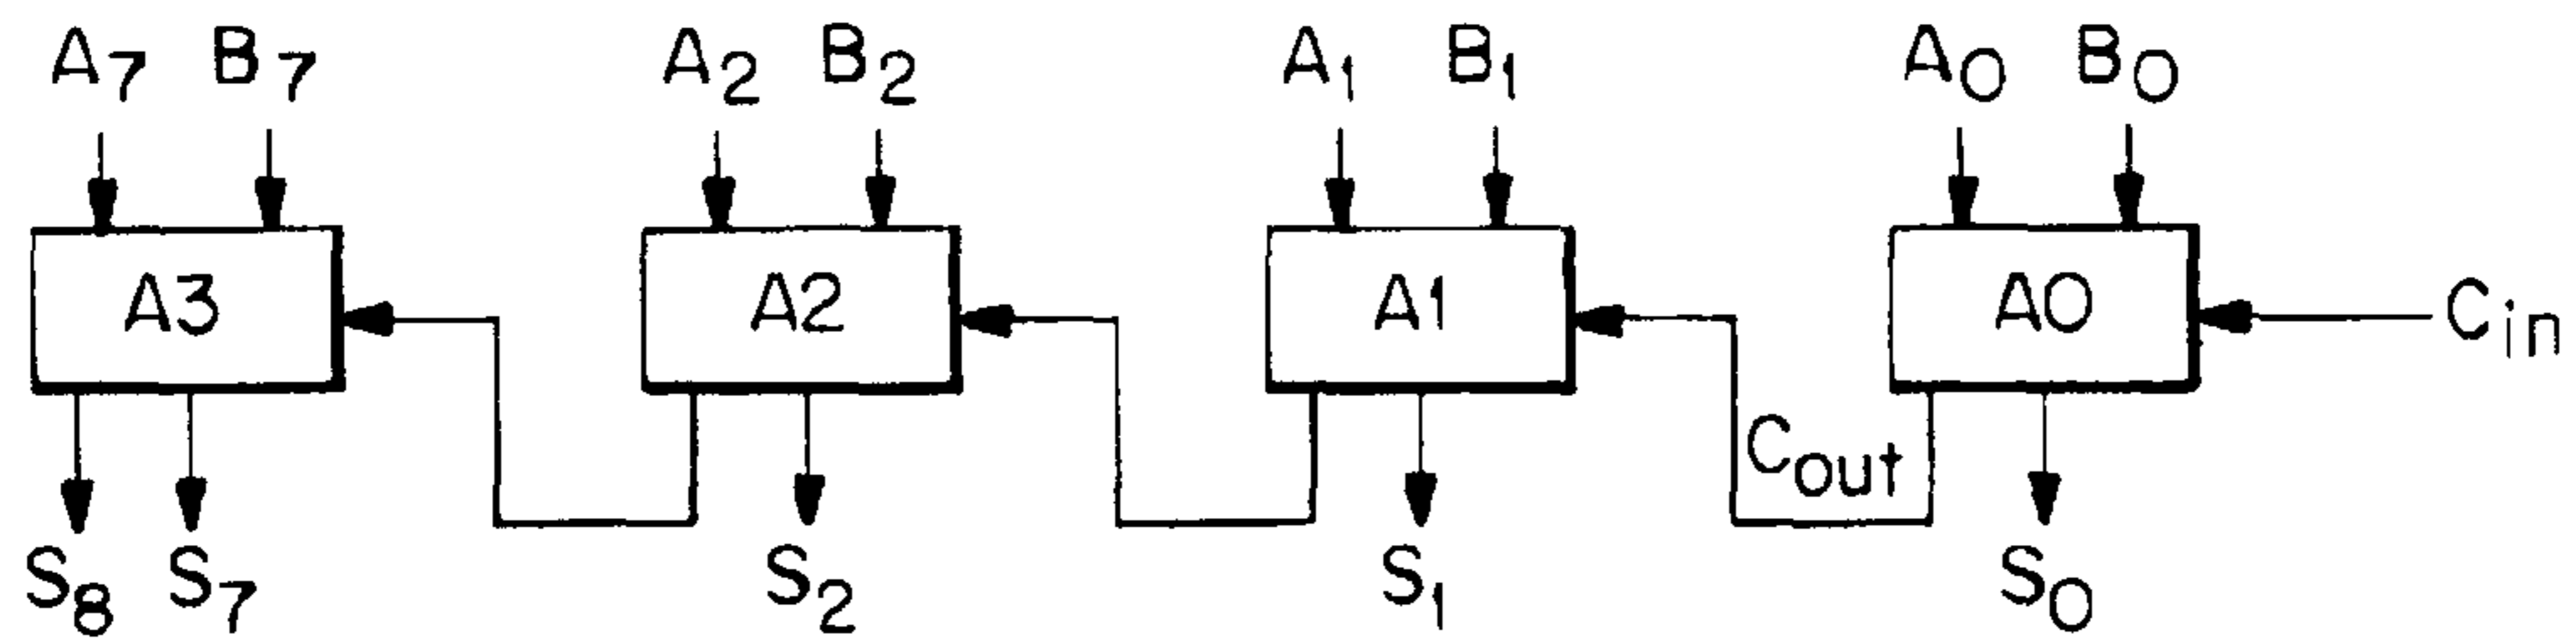 A7 B7 A2 B2 A1 B1 A0 B0
A3 A2 A1 A0 Cin
Cout
S8 S7 S2 S1 S0